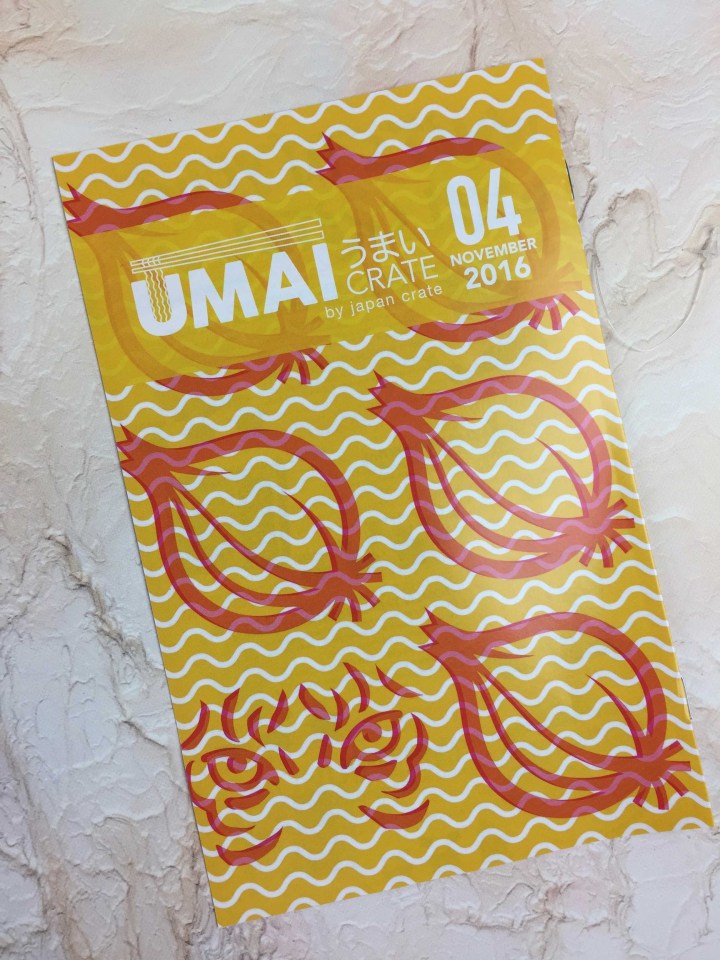 UMAI
うまい
CRATE
by japan crate
04
NOVEMBER
2016